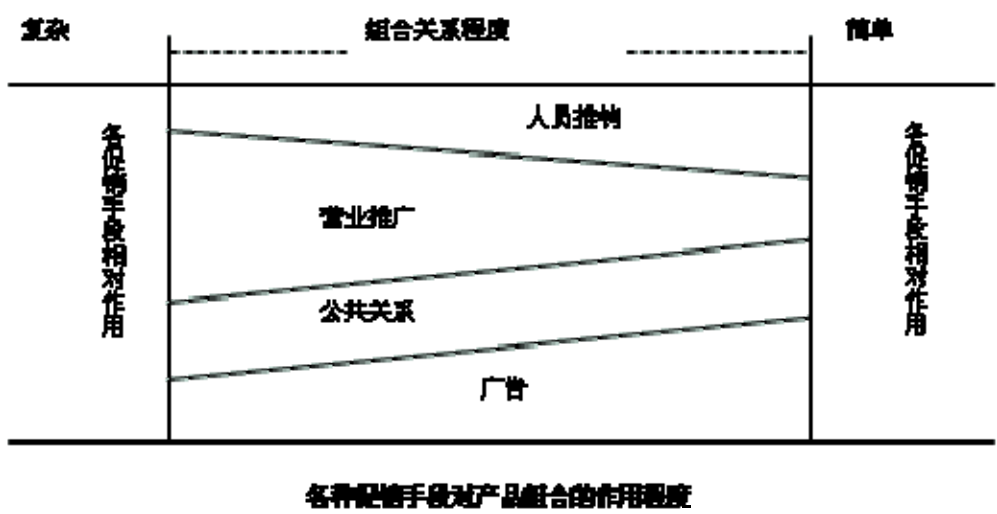 复杂 组合关系程度 简单
人员推销
各促销手段相对作用
各促销手段相对作用
营业推广
公共关系
广告
各种促销手段对产品组合的作用程度